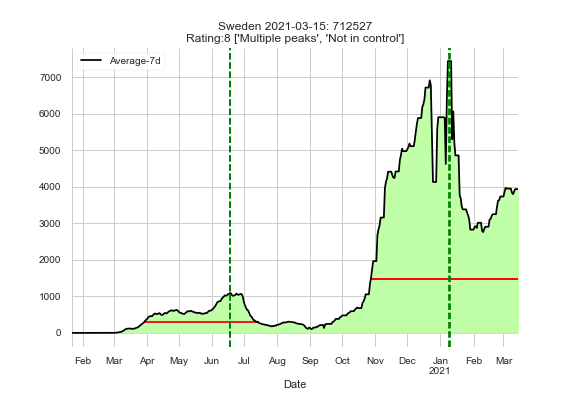 Sweden 2021-03-15: 712527
Rating:8 ['Multiple peaks', 'Not in control']
Average-7d
7000
6000
5000
4000
3000
2000
1000
0
Feb Mar Apr May Jun Jul Aug Sep Oct Nov Dec Jan Feb Mar
2021
Date